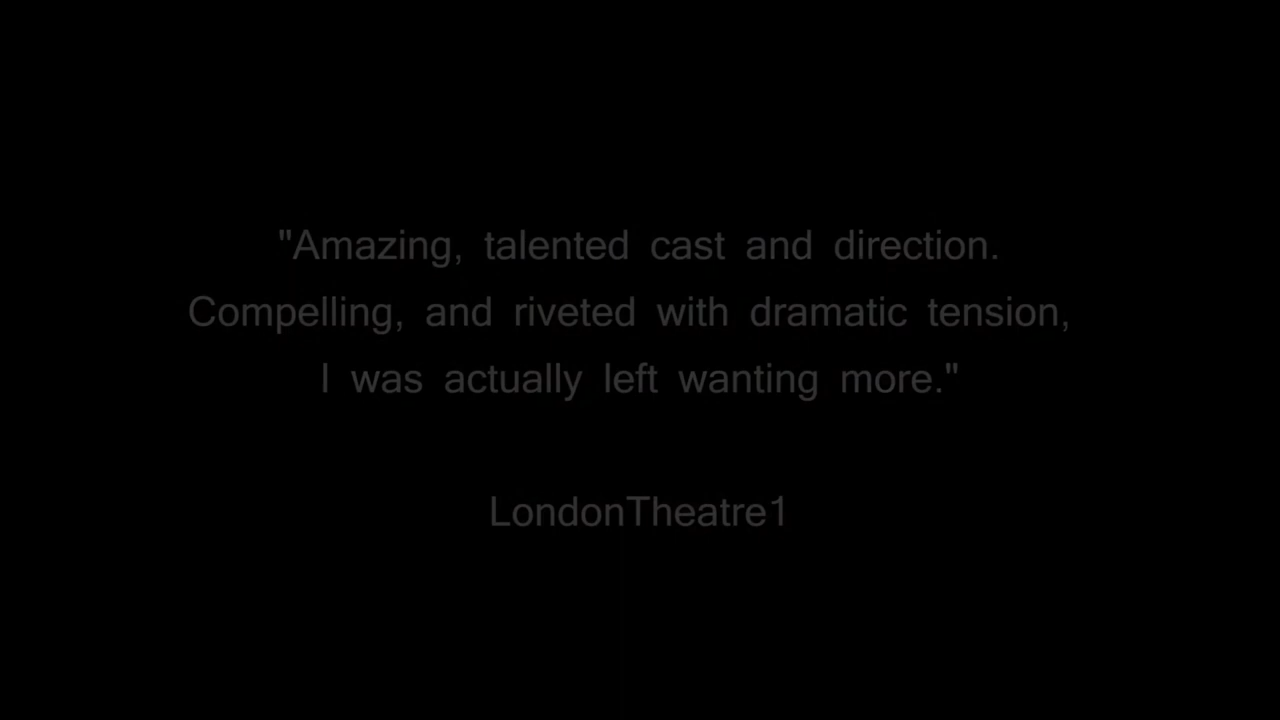 "Amazing, talented cast and direction.
Compelling, and riveted with dramatic tension,
I was actually left wanting more."
LondonTheatre1